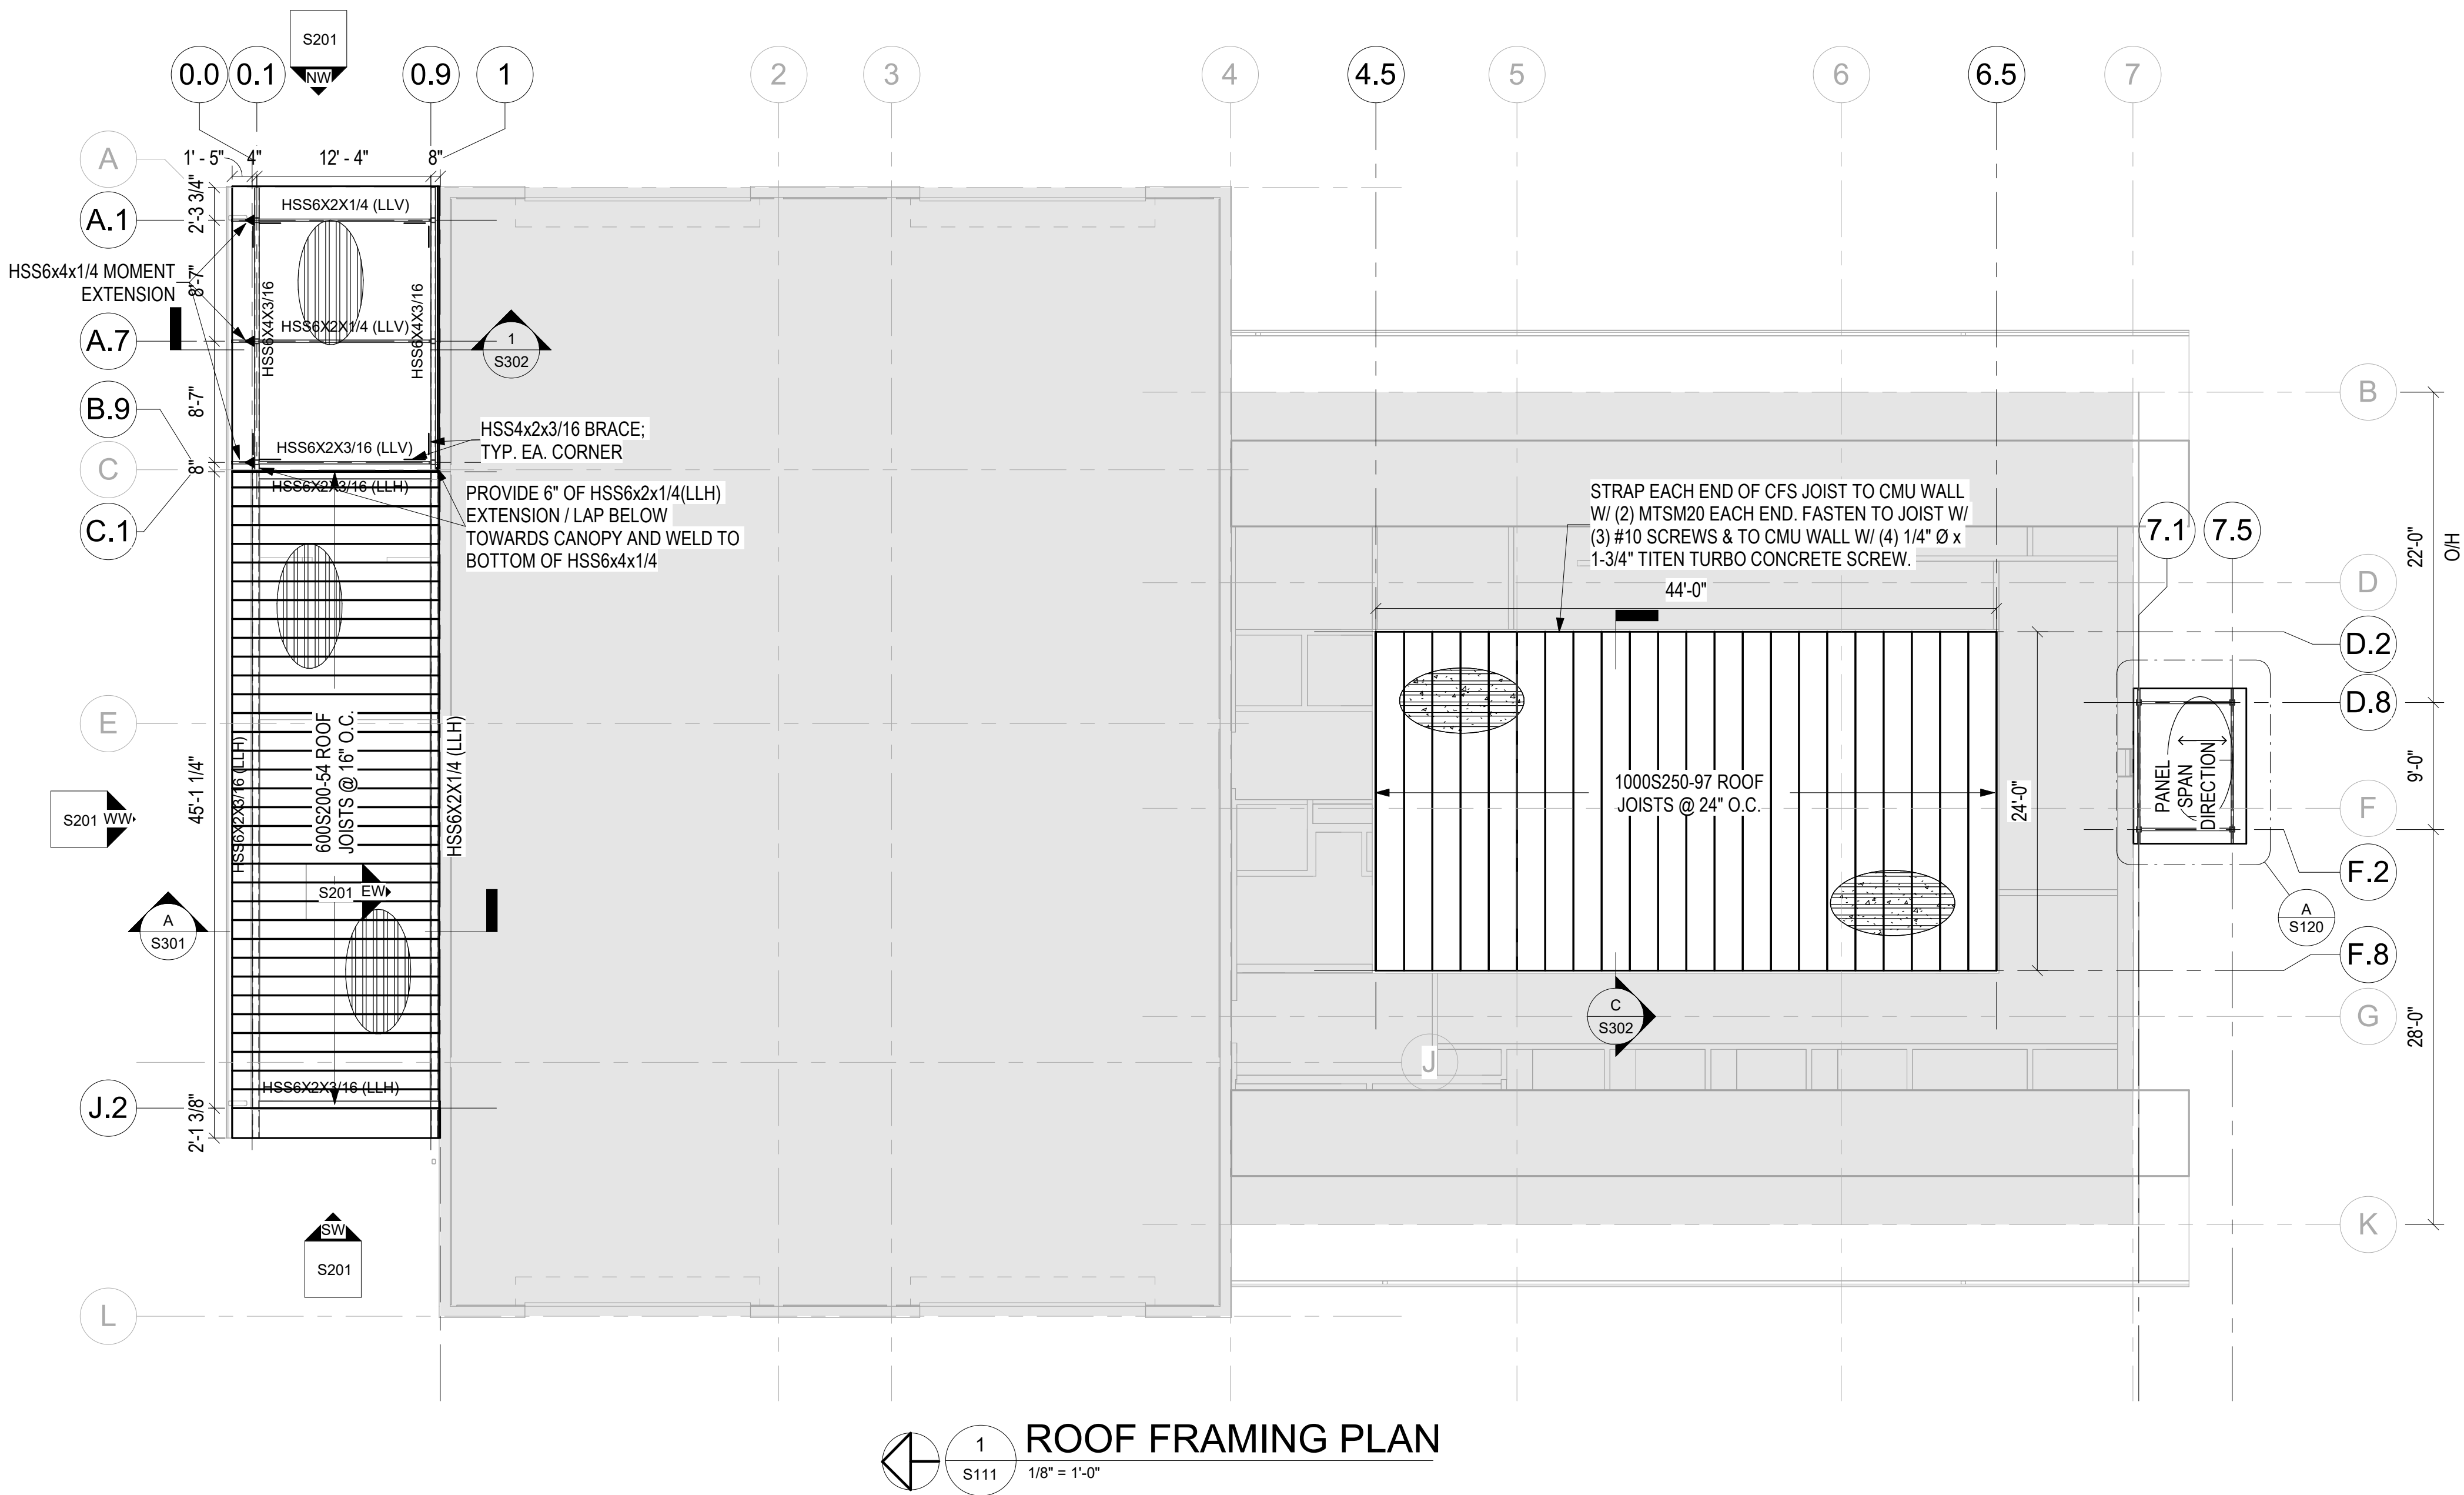 S201
NW
0.0
0.1
0.9
1
2
3
4
4.5
5
6
6.5
7
A
1' - 5"
4"
12' - 4"
8"
2'-3 3/4"
A.1
HSS6X2X1/4 (LLV)
HSS6x4x1/4 MOMENT
EXTENSION
8'-7"
HSS6X4X3/16
HSS6X4X3/16
HSS6X2X1/4 (LLV)
A.7
1
S302
B.9
8'-7"
B
HSS6X2X3/16 (LLV)
HSS4x2x3/16 BRACE;
TYP. EA. CORNER
C
8"
HSS6X2X3/16 (LLH)
PROVIDE 6" OF HSS6x2x1/4(LLH)
EXTENSION / LAP BELOW
TOWARDS CANOPY AND WELD TO
BOTTOM OF HSS6x4x1/4
C.1
STRAP EACH END OF CFS JOIST TO CMU WALL
W/ (2) MTSM20 EACH END. FASTEN TO JOIST W/
(3) #10 SCREWS & TO CMU WALL W/ (4) 1/4" Ø x
1-3/4" TITEN TURBO CONCRETE SCREW.
44'-0"
7.1
7.5
22'-0"
O/H
D
D.2
D.8
E
45'-1 1/4"
HSS6X2X3/16 (LLH)
600S200-54 ROOF
JOISTS @ 16" O.C.
HSS6X2X1/4 (LLH)
1000S250-97 ROOF
JOISTS @ 24" O.C.
24'-0"
PANEL
SPAN
DIRECTION
9'-0"
F
S201
WW
S201
EW
A
S301
F.2
A
S120
F.8
C
S302
G
28'-0"
J
HSS6X2X3/16 (LLH)
J.2
2'-1 3/8"
SW
S201
K
L
1
S111
ROOF FRAMING PLAN
1/8" = 1'-0"